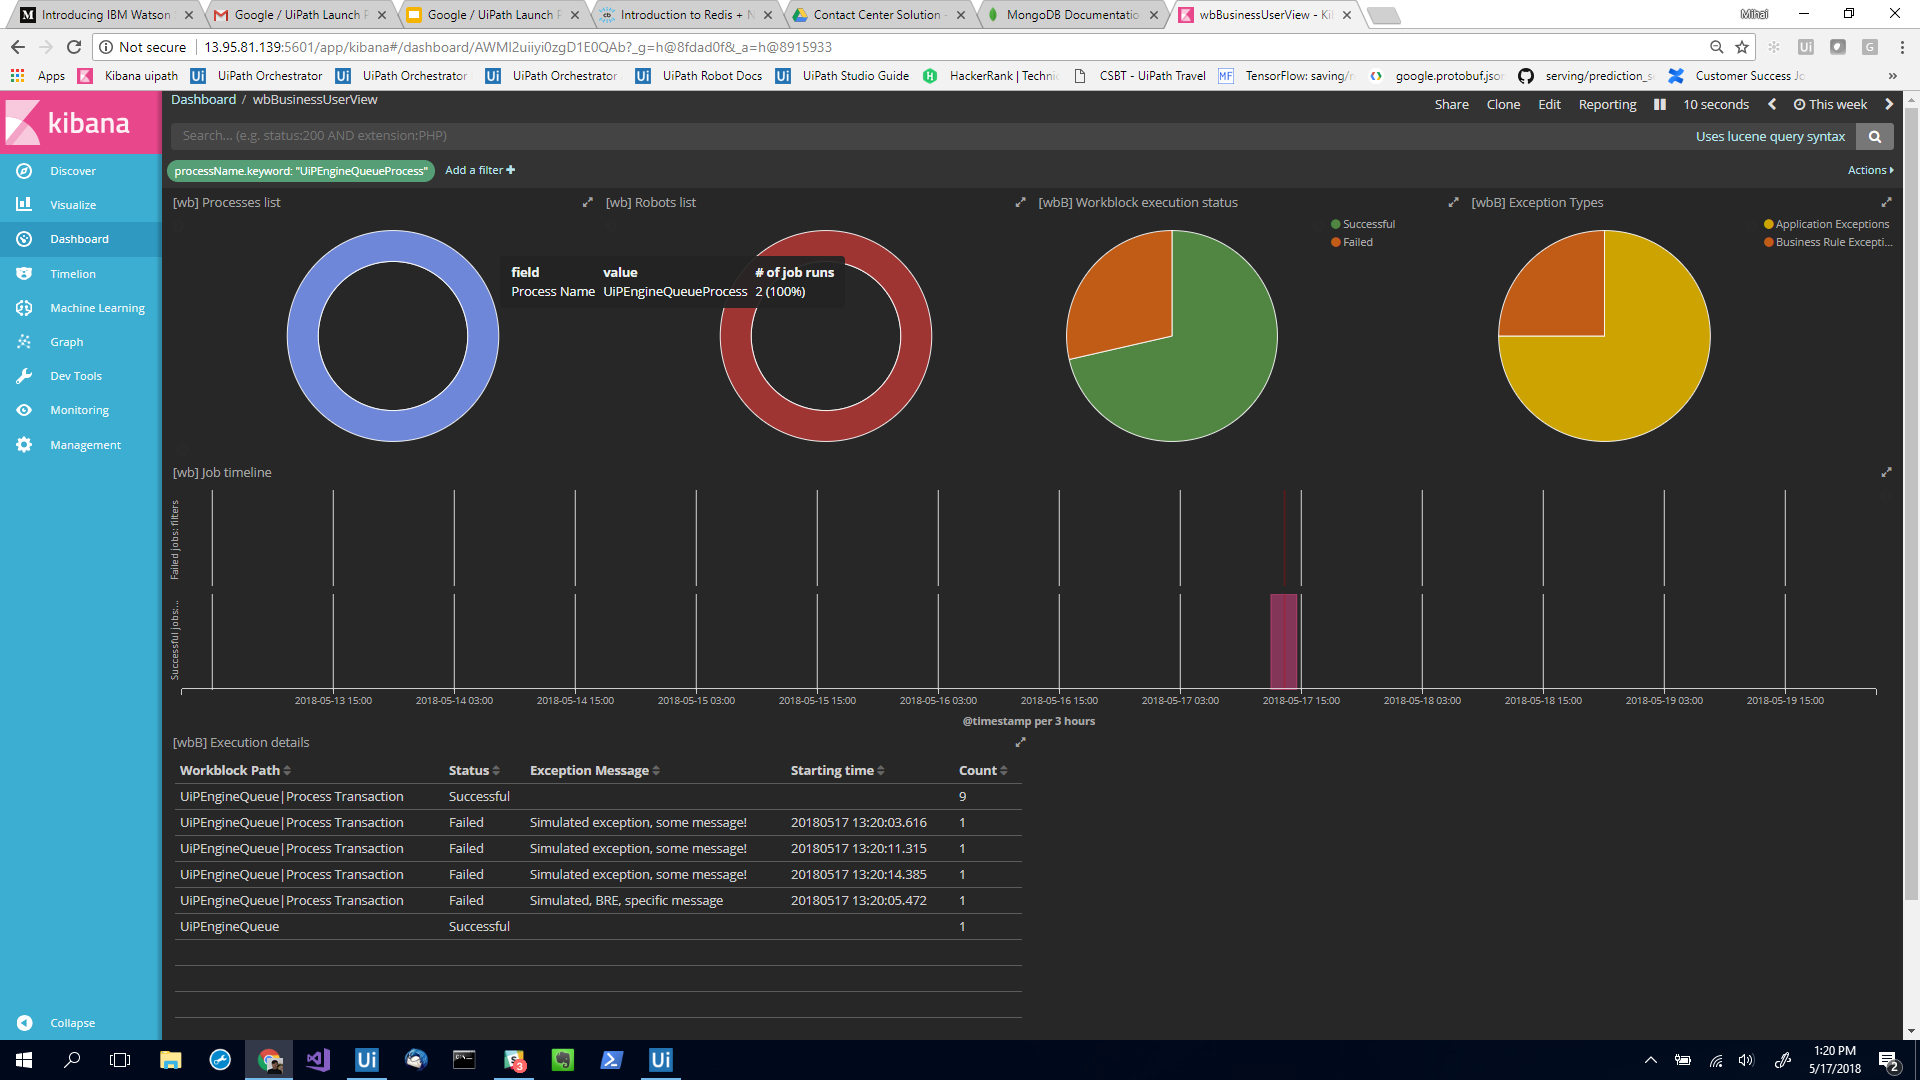 Introducing IBM Watson
Google / UiPath Launch P
Google / UiPath Launch P
Introduction to Redis + N
Contact Center Solution -
MongoDB Documentatio
wbBusinessUserView - Ki
Mihai
Not secure
13.95.81.139:5601/app/kibana#/dashboard/AWMI2uiiyi0zgD1E0QAb?_g=h@8fdad0f&_a=h@8915933
Apps
Kibana uipath
UiPath Orchestrator
UiPath Orchestrator
UiPath Orchestrator
UiPath Robot Docs
UiPath Studio Guide
HackerRank | Technic
CSBT - UiPath Travel
MF
TensorFlow: saving/r
google.protobuf.json
serving/prediction_s
Customer Success Jo
»
kibana
Discover
Visualize
Dashboard
Timelion
Machine Learning
Graph
Dev Tools
Monitoring
Management
Collapse
Dashboard / wbBusinessUserView
Share Clone Edit Reporting 10 seconds This week
Search... (e.g. status:200 AND extension:PHP)
Uses lucene query syntax
processName.keyword: "UiPEngineQueueProcess"
Add a filter +
Actions
[wb] Processes list
[wb] Robots list
[wbB] Workblock execution status
[wbB] Exception Types
Successful
Failed
Application Exceptions
Business Rule Excepti...
field value # of job runs
Process Name UiPEngineQueueProcess 2 (100%)
[wb] Job timeline
Failed jobs: filters
Successful jobs:...
2018-05-13 15:00 2018-05-14 03:00 2018-05-14 15:00 2018-05-15 03:00 2018-05-15 15:00 2018-05-16 03:00 2018-05-16 15:00 2018-05-17 03:00 2018-05-17 15:00 2018-05-18 03:00 2018-05-18 15:00 2018-05-19 03:00 2018-05-19 15:00
@timestamp per 3 hours
[wbB] Execution details
Workblock Path Status Exception Message Starting time Count
UiPEngineQueue|Process Transaction Successful 9
UiPEngineQueue|Process Transaction Failed Simulated exception, some message! 20180517 13:20:03.616 1
UiPEngineQueue|Process Transaction Failed Simulated exception, some message! 20180517 13:20:11.315 1
UiPEngineQueue|Process Transaction Failed Simulated exception, some message! 20180517 13:20:14.385 1
UiPEngineQueue|Process Transaction Failed Simulated, BRE, specific message 20180517 13:20:05.472 1
UiPEngineQueue Successful 1
1:20 PM
5/17/2018